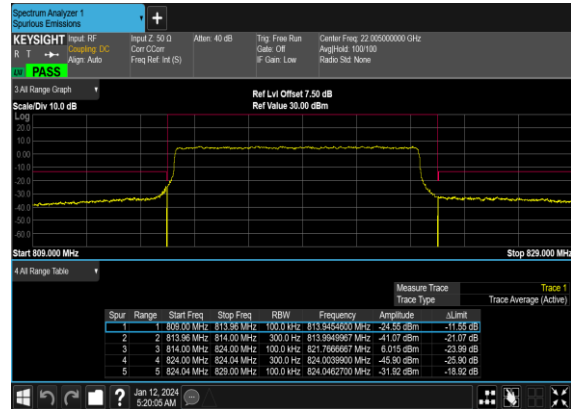 Spectrum Analyzer 1
Spurious Emissions
+
KEYSIGHT Input: RF Input Z: 50 Ω Atten: 40 dB Trig: Free Run Center Freq: 22.005000000 GHz
R T Coupling: DC Corr CCorr Gate: Off Avg|Hold: 100/100
Align: Auto Freq Ref: Int (S) IF Gain: Low Radio Std: None
LW PASS
3 All Range Graph Ref Lvl Offset 7.50 dB
Scale/Div 10.0 dB Ref Value 30.00 dBm
Log
20.0
10.0
0.00
-10.0
-20.0
-30.0
-40.0
-50.0
-60.0
Start 809.000 MHz Stop 829.000 MHz
4 All Range Table
Measure Trace Trace 1
Trace Type Trace Average (Active)
Spur Range Start Freq Stop Freq RBW Frequency Amplitude ΔLimit
1 1 809.00 MHz 813.96 MHz 100.0 kHz 813.9454600 MHz -24.55 dBm -11.55 dB
2 2 813.96 MHz 814.00 MHz 300.0 Hz 813.9949967 MHz -41.07 dBm -21.07 dB
3 3 814.00 MHz 824.00 MHz 100.0 kHz 821.7666667 MHz 6.015 dBm -23.99 dB
4 4 824.00 MHz 824.04 MHz 300.0 Hz 824.0039900 MHz -45.90 dBm -25.90 dB
5 5 824.04 MHz 829.00 MHz 100.0 kHz 824.0462700 MHz -31.92 dBm -18.92 dB
? Jan 12, 2024
5:20:05 AM